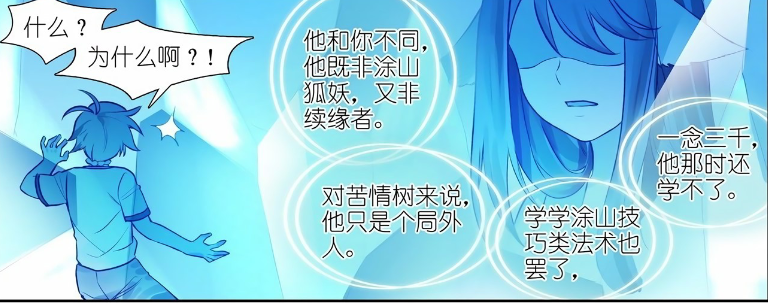 什么？
为什么啊？！
他和你不同，
他既非涂山
狐妖，又非
续缘者。
对苦情树来说，
他只是个局外
人。
学学涂山技
巧类法术也
罢了，
一念三千，
他那时还
学不了。